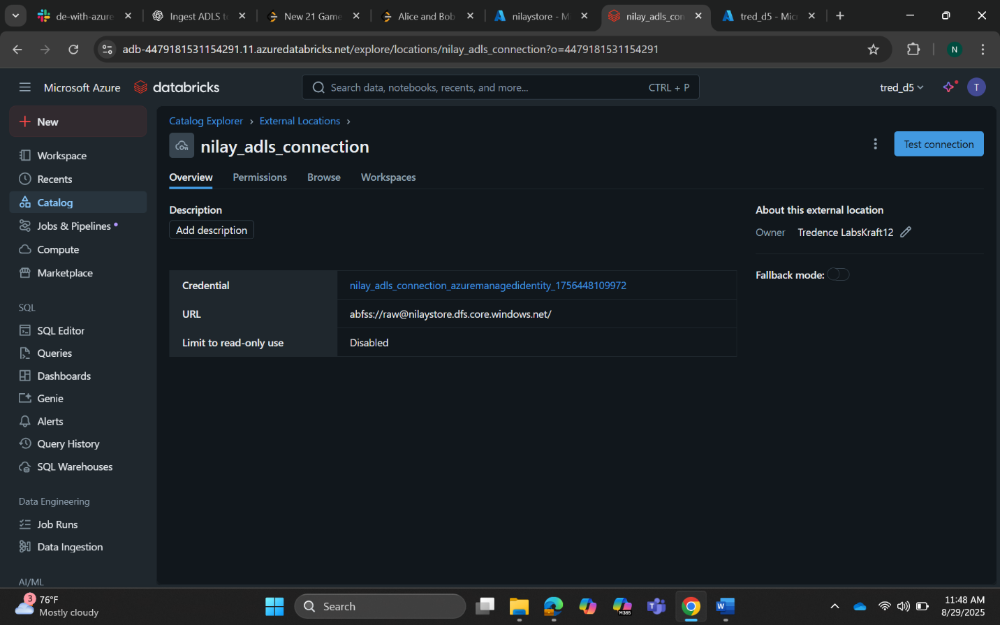 de-with-azure
Ingest ADLS t
New 21 Game
Alice and Bob
nilaystore - M
nilay_adls_con
tred_d5 - Mic
adb-4479181531154291.11.azuredatabricks.net/explore/locations/nilay_adls_connection?o=4479181531154291
N
Microsoft Azure
databricks
Search data, notebooks, recents, and more...
CTRL + P
tred_d5
T
New
Workspace
Recents
Catalog
Jobs & Pipelines
Compute
Marketplace
SQL
SQL Editor
Queries
Dashboards
Genie
Alerts
Query History
SQL Warehouses
Data Engineering
Job Runs
Data Ingestion
AI/ML
Catalog Explorer › External Locations ›
nilay_adls_connection
Test connection
Overview
Permissions
Browse
Workspaces
Description
Add description
Credential
nilay_adls_connection_azuremanagedidentity_1756448109972
URL
abfss://raw@nilaystore.dfs.core.windows.net/
Limit to read-only use
Disabled
About this external location
Owner
Tredence LabsKraft12
Fallback mode:
3
76°F
Mostly cloudy
Search
M365
T
W
11:48 AM
8/29/2025